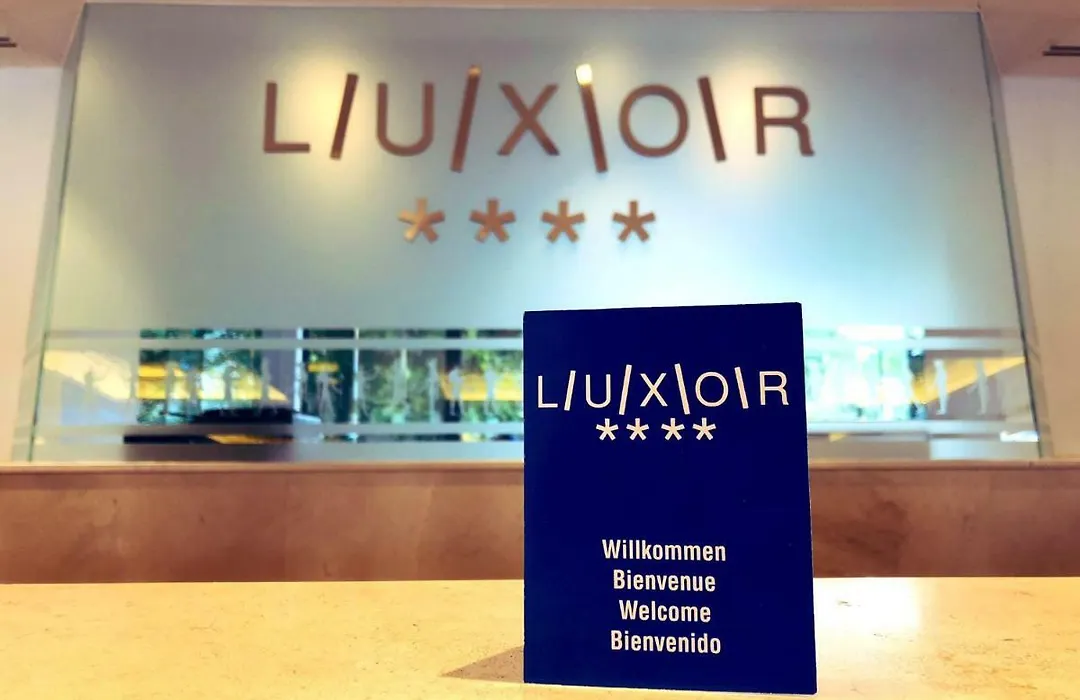 L/U/X\O\R
****
L/U/X\O\R
****
Willkommen
Bienvenue
Welcome
Bienvenido